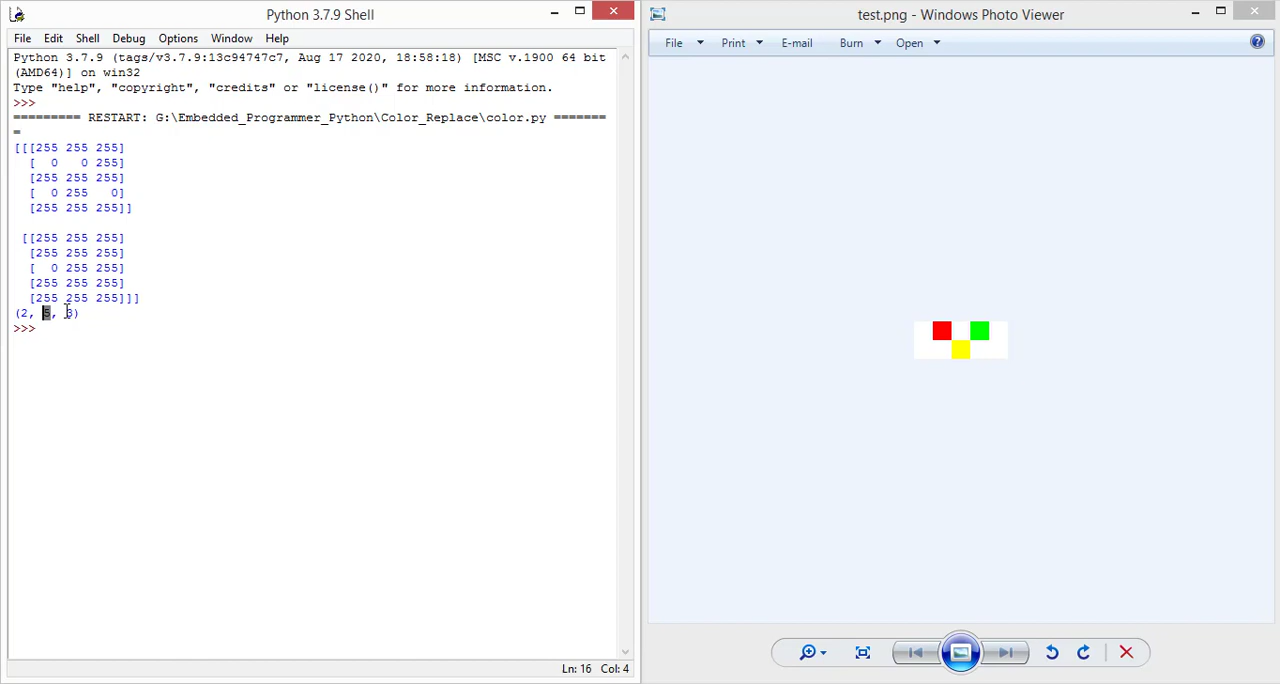 Python 3.7.9 Shell
File Edit Shell Debug Options Window Help
Python 3.7.9 (tags/v3.7.9:13c94747c7, Aug 17 2020, 18:58:18) [MSC v.1900 64 bit
(AMD64)] on win32
Type "help", "copyright", "credits" or "license()" for more information.
>>>
========= RESTART: G:\Embedded_Programmer_Python\Color_Replace\color.py =======
=
[[[255 255 255]
[ 0 0 255]
[255 255 255]
[ 0 255 0]
[255 255 255]]
[[255 255 255]
[255 255 255]
[ 0 255 255]
[255 255 255]
[255 255 255]]]
(2, 5, 3)
>>>
Ln: 16 Col: 4
test.png - Windows Photo Viewer
File Print E-mail Burn Open